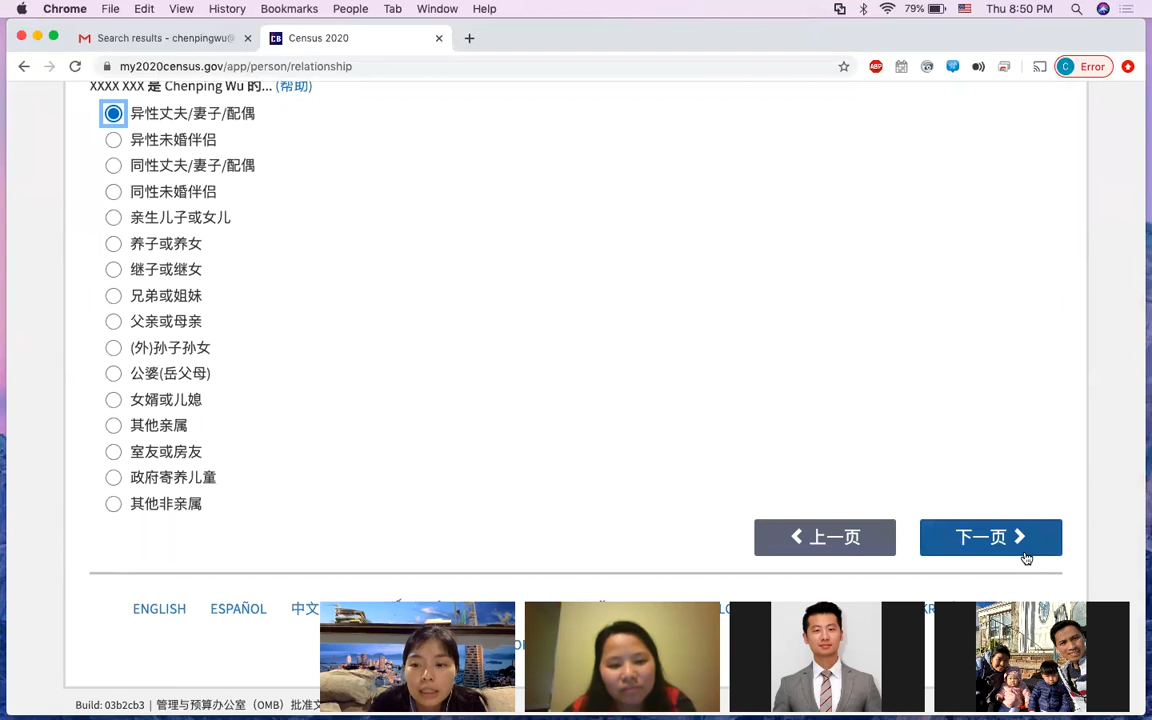 Chrome File Edit View History Bookmarks People Tab Window Help 79% Thu 8:50 PM
Search results - chenpingwu@ Census 2020
my2020census.gov/app/person/relationship ABP C Error
XXXX XXX 是 Chenping Wu 的... (帮助)
异性丈夫/妻子/配偶
异性未婚伴侣
同性丈夫/妻子/配偶
同性未婚伴侣
亲生儿子或女儿
养子或养女
继子或继女
兄弟或姐妹
父亲或母亲
(外)孙子孙女
公婆(岳父母)
女婿或儿媳
其他亲属
室友或房友
政府寄养儿童
其他非亲属
上一页 下一页
ENGLISH ESPAÑOL 中文
Build: 03b2cb3 | 管理与预算办公室（OMB）批准文